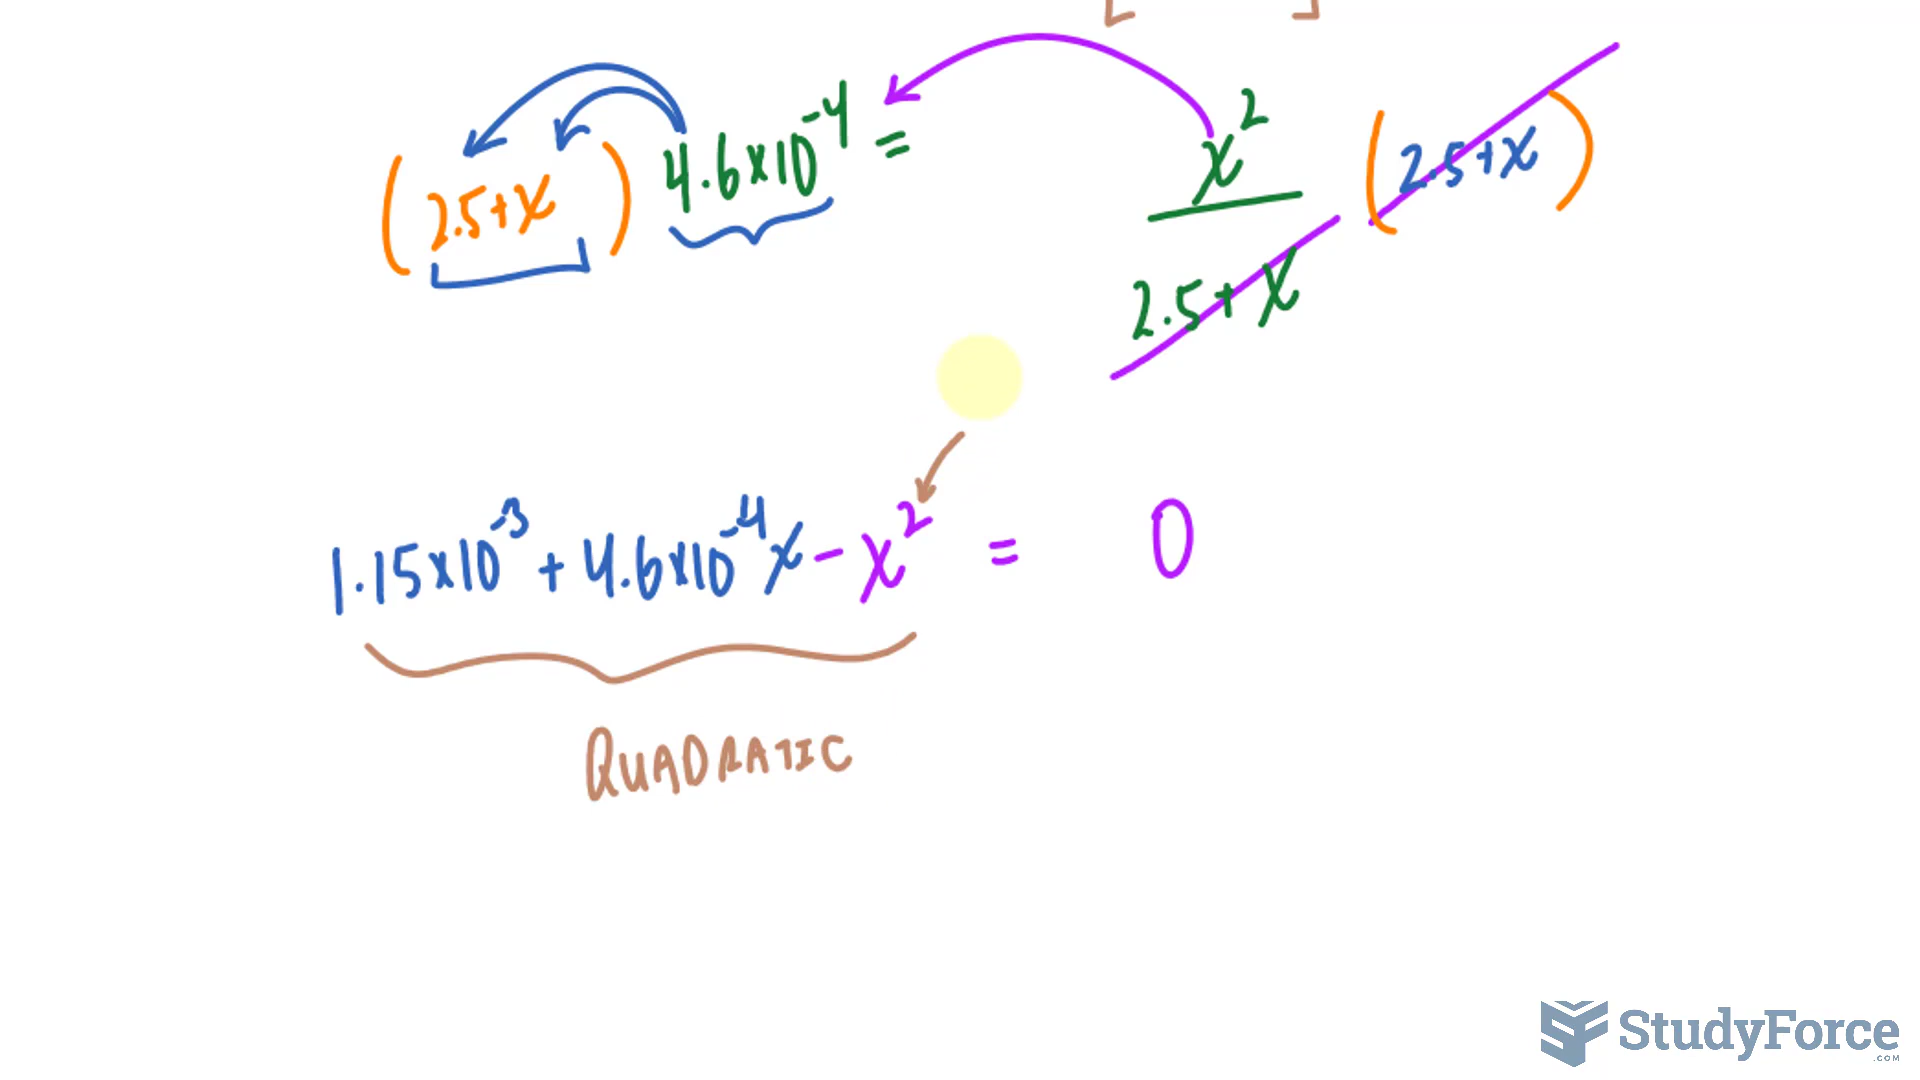 (2.5+x) 4.6x10⁻⁴ = x² (2.5+x)
2.5+x
1.15x10⁻³ + 4.6x10⁻⁴x - x² = 0
QUADRATIC
StudyForce
.COM